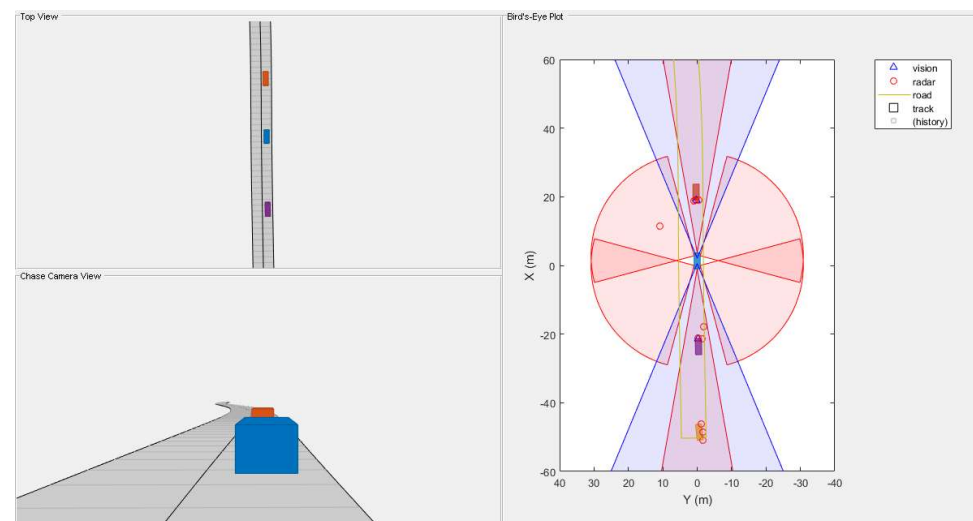 Top View
Chase Camera View
Bird's-Eye Plot
60
40
20
0
-20
-40
-60
X (m)
40 30 20 10 0 -10 -20 -30 -40
Y (m)
vision
radar
road
track
(history)